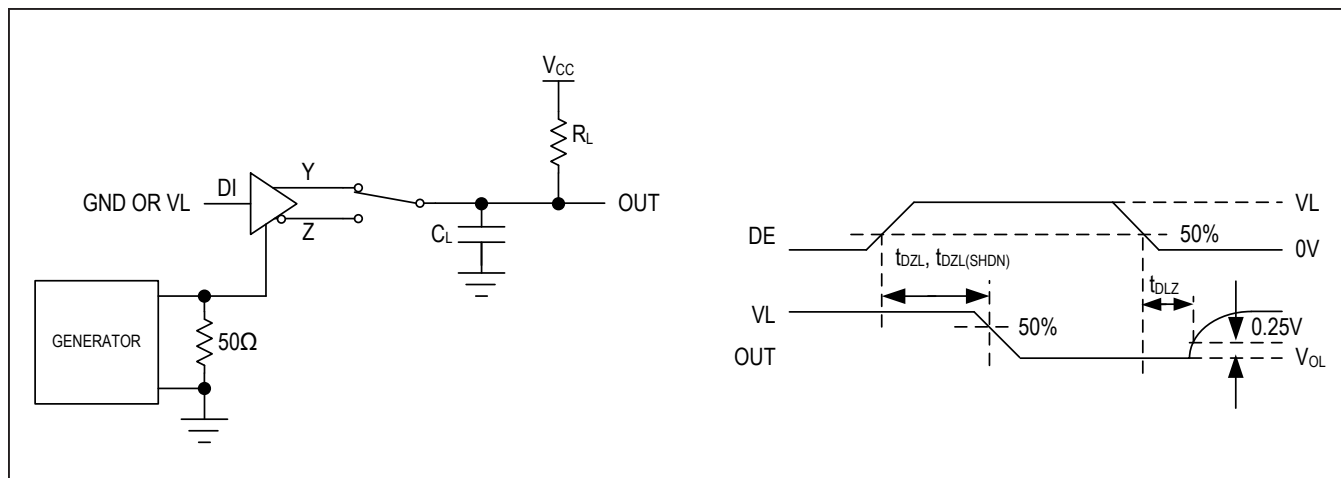 VCC
RL
GND OR VL
DI
Y
Z
OUT
CL
GENERATOR
50Ω
DE
VL
50%
0V
tDZL, tDZL(SHDN)
tDLZ
VL
50%
0.25V
OUT
VOL